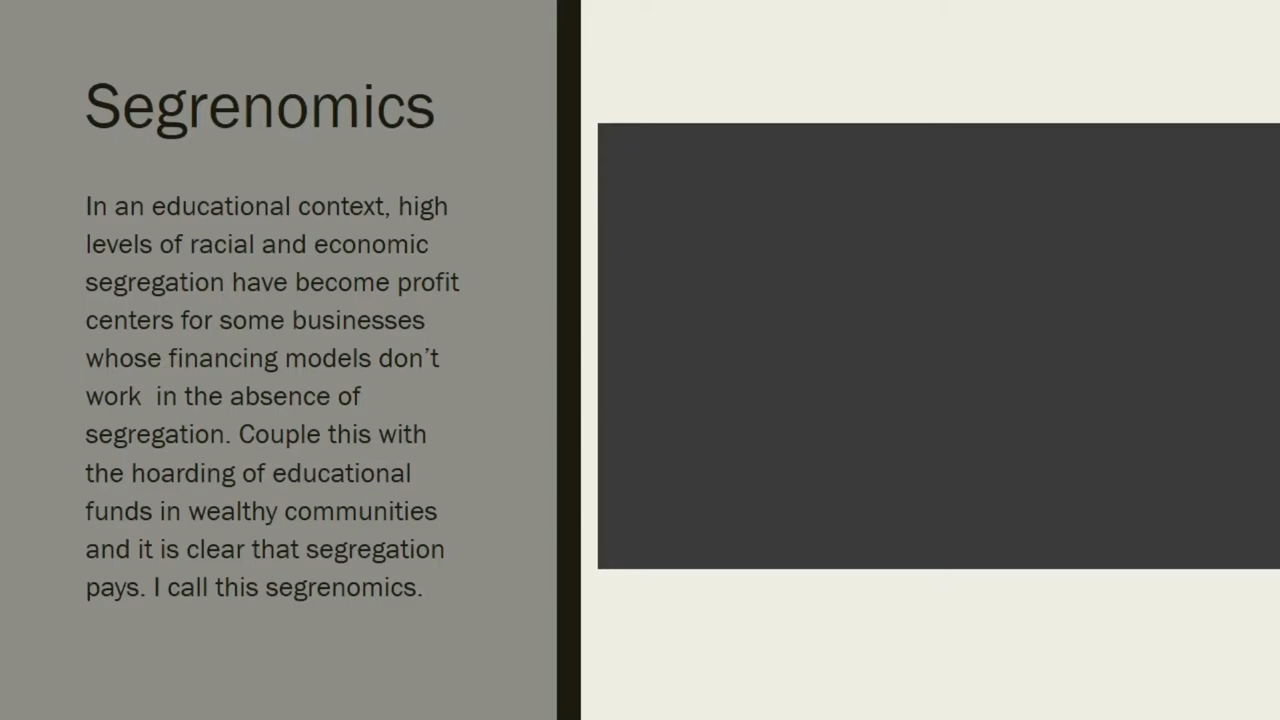 Segrenomics
In an educational context, high
levels of racial and economic
segregation have become profit
centers for some businesses
whose financing models don’t
work  in the absence of
segregation. Couple this with
the hoarding of educational
funds in wealthy communities
and it is clear that segregation
pays. I call this segrenomics.